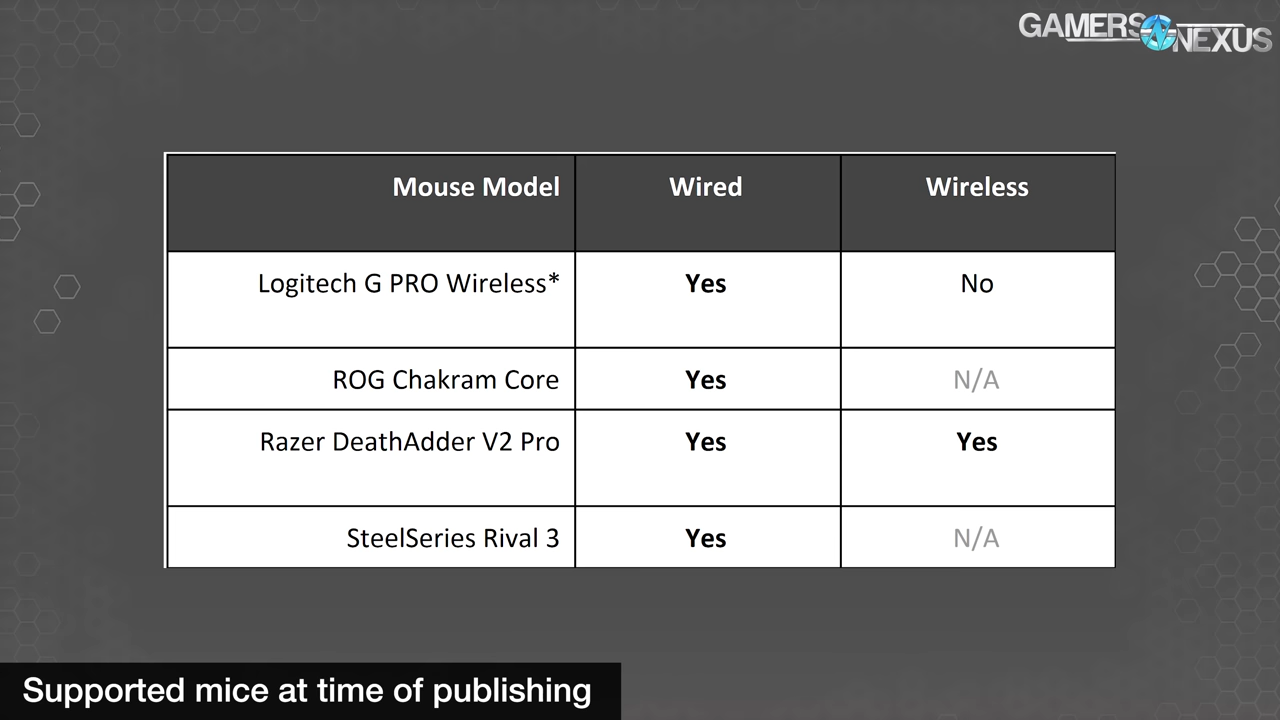 GAMERS NEXUS
Mouse Model Wired Wireless
Logitech G PRO Wireless* Yes No
ROG Chakram Core Yes N/A
Razer DeathAdder V2 Pro Yes Yes
SteelSeries Rival 3 Yes N/A
Supported mice at time of publishing